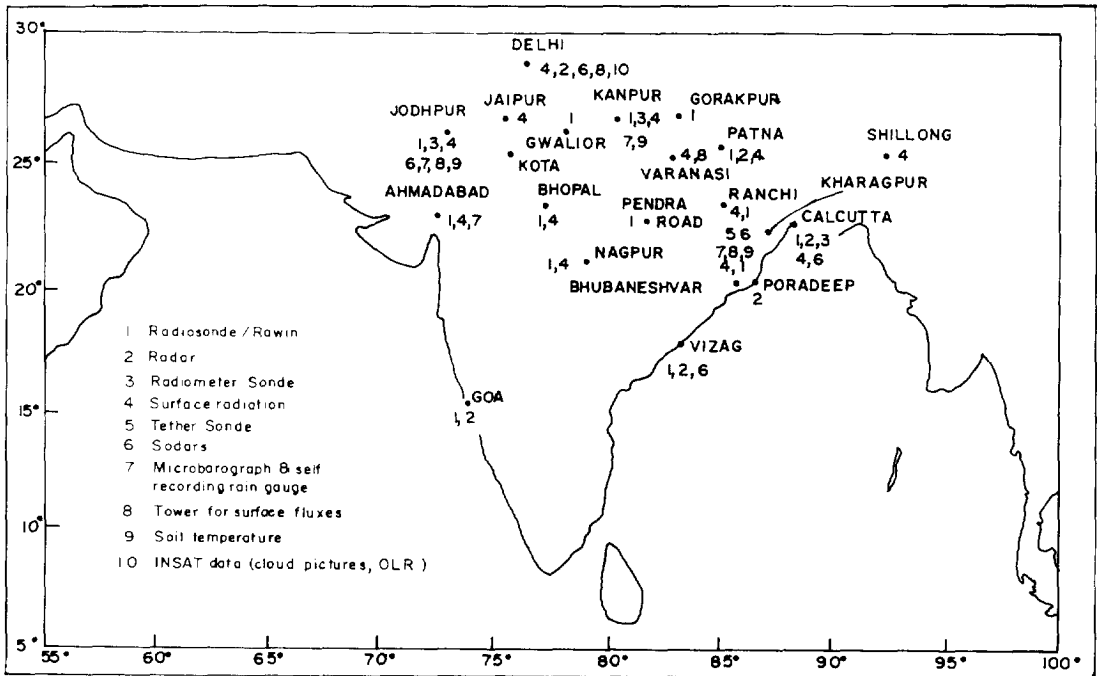 30°
DELHI
4,2,6,8,10
JODHPUR
1,3,4
6,7,8,9
JAIPUR
4
GWALIOR
1
KANPUR
1,3,4
7,9
GORAKPUR
1
PATNA
1,2,4
SHILLONG
4
25°
KOTA
4,8
VARANASI
AHMADABAD
1,4,7
BHOPAL
1,4
PENDRA
1 ROAD
RANCHI
4,1
KHARAGPUR
5 6
7,8,9
CALCUTTA
1,2,3
4,6
NAGPUR
1,4
4,1
BHUBANESHVAR
PORADEEP
2
20°
VIZAG
1,2,6
GOA
1,2
15°
10°
5°
1 Radiosonde/Rawin
2 Radar
3 Radiometer Sonde
4 Surface radiation
5 Tether Sonde
6 Sodars
7 Microbarograph & self
recording rain gauge
8 Tower for surface fluxes
9 Soil temperature
10 INSAT data (cloud pictures, OLR)
55° 60° 65° 70° 75° 80° 85° 90° 95° 100°